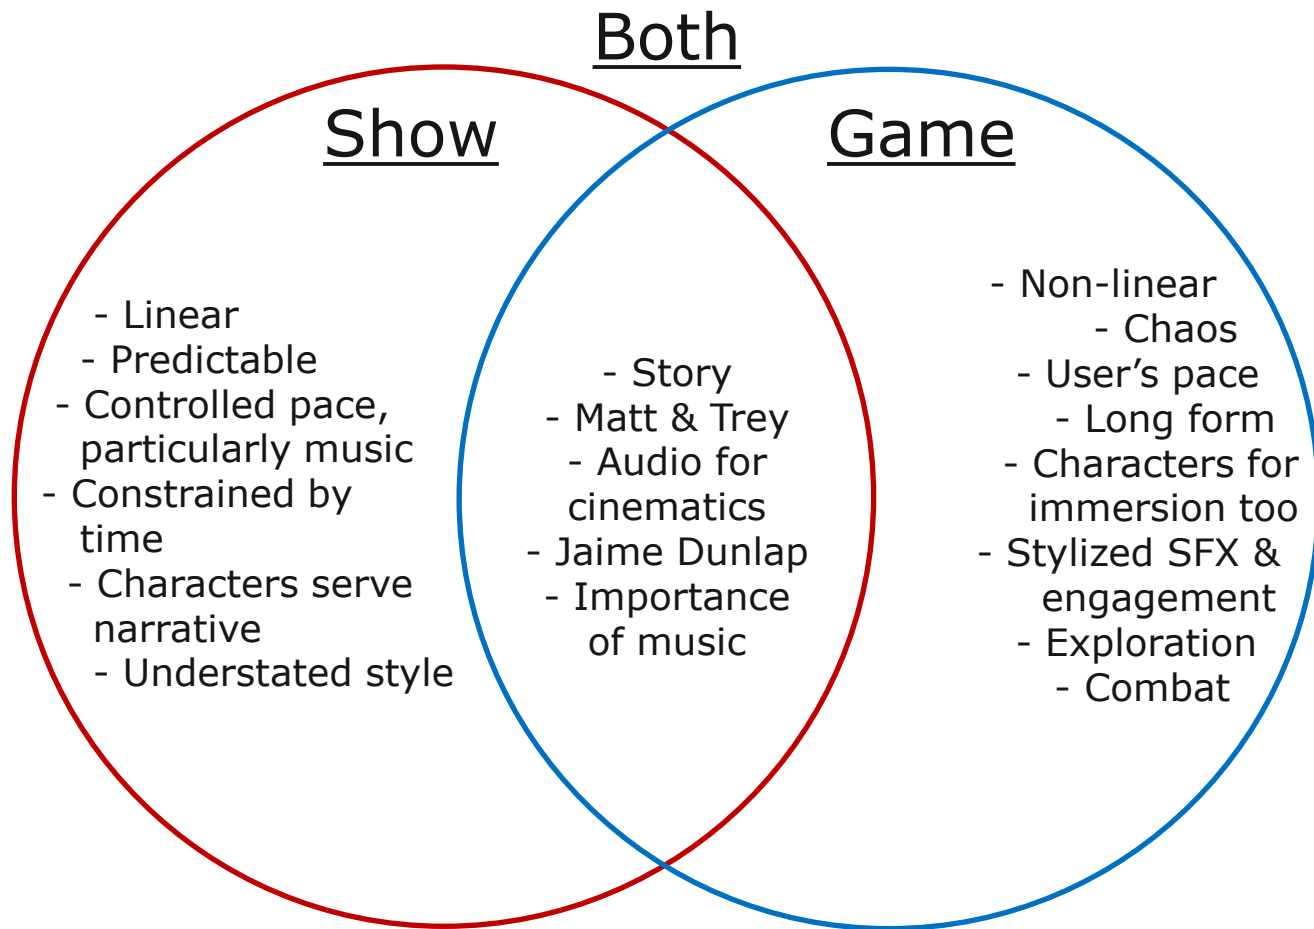 Both
Show
Game
- Linear
- Predictable
- Controlled pace,
particularly music
- Constrained by
time
- Characters serve
narrative
- Understated style
- Story
- Matt & Trey
- Audio for
cinematics
- Jaime Dunlap
- Importance
of music
- Non-linear
- Chaos
- User’s pace
- Long form
- Characters for
immersion too
- Stylized SFX &
engagement
- Exploration
- Combat